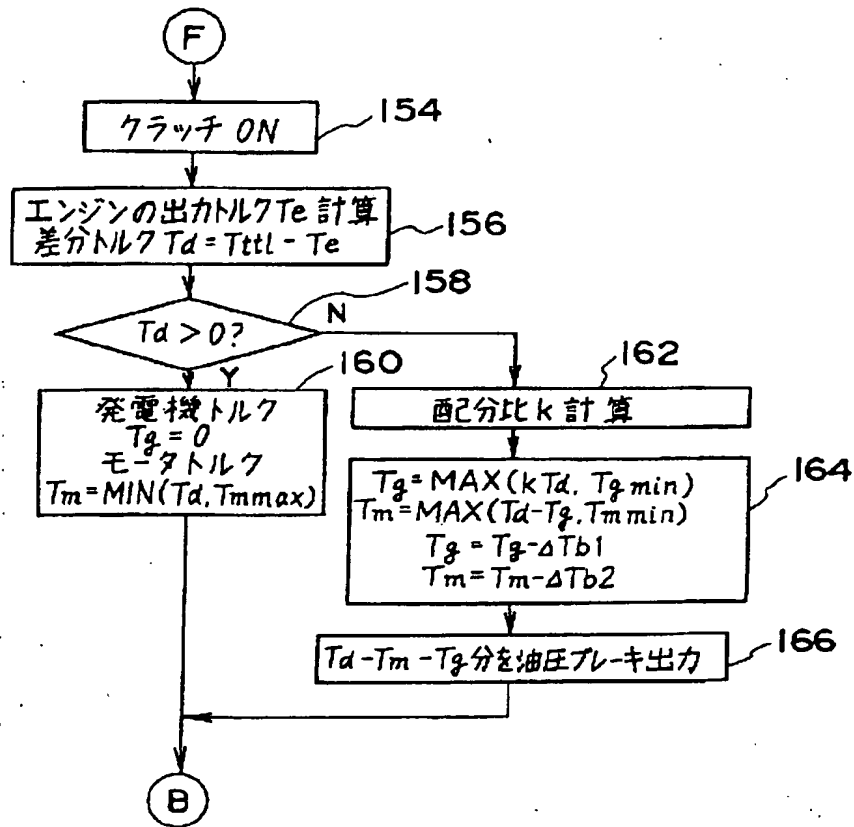 F
クラッチ ON
154
エンジンの出力トルクTe 計算
差分トルク Td = Tttl - Te
156
Td > 0?
158
N
Y
160
発電機トルク
Tg = 0
モータトルク
Tm=MIN(Td, Tmmax)
162
配分比 k 計算
Tg = MAX(kTd, Tgmin)
Tm=MAX(Td-Tg, Tmmin)
Tg = Tg-ΔTb1
Tm=Tm-ΔTb2
164
Td-Tm-Tg分を油圧ブレーキ出力
166
B